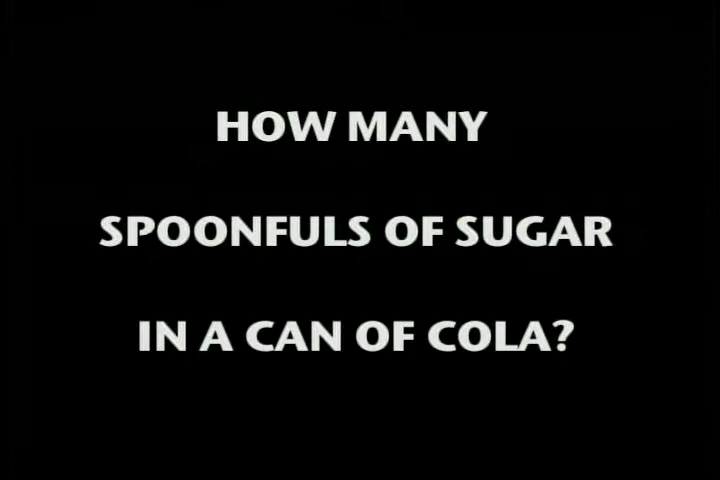 HOW MANY
SPOONFULS OF SUGAR
IN A CAN OF COLA?